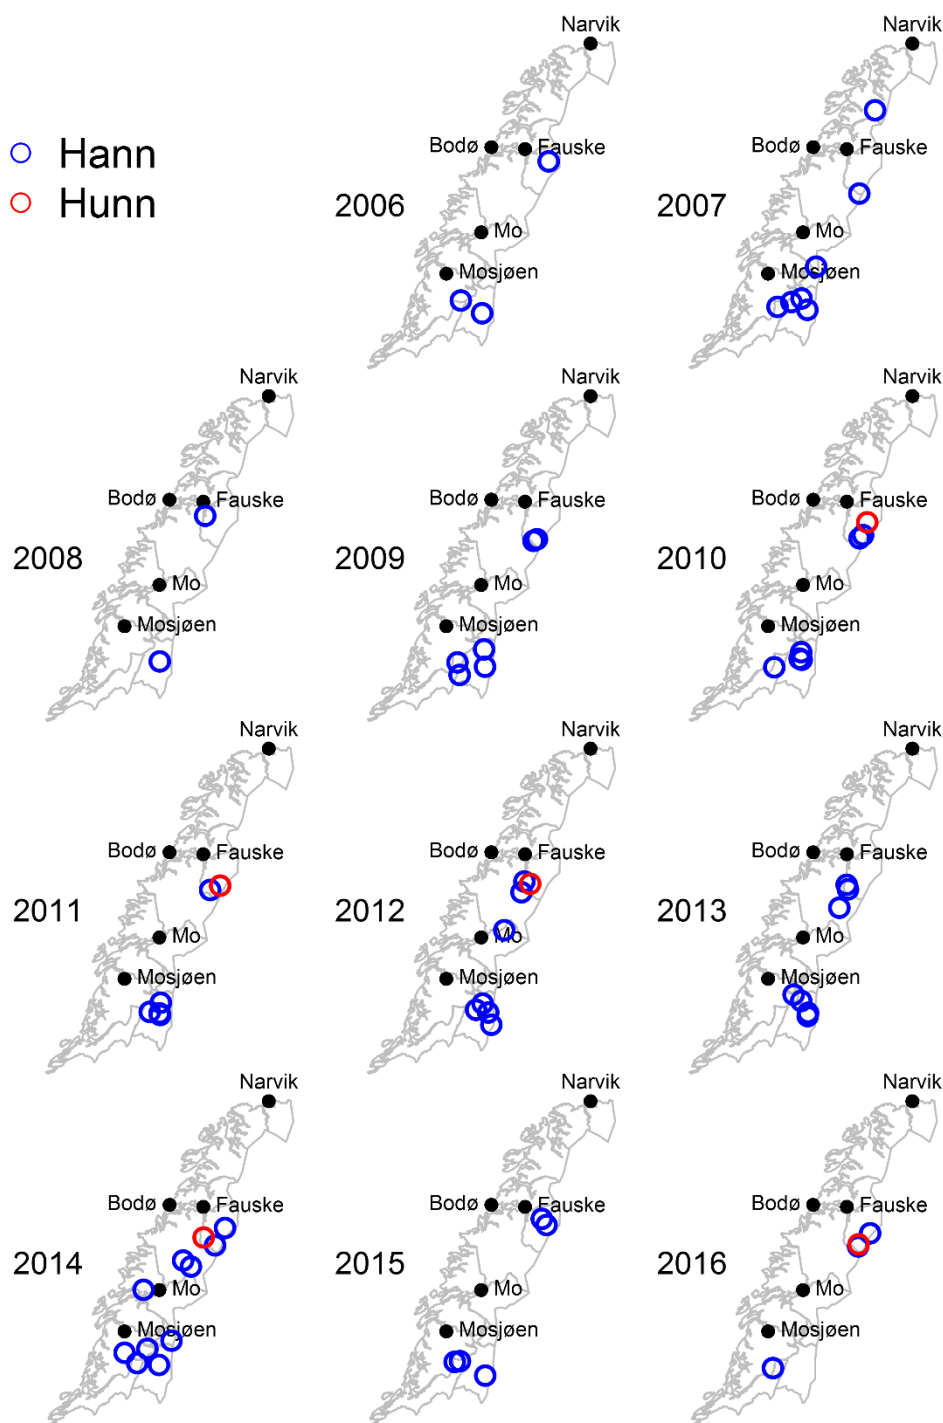 Hann
Hunn
2006
Narvik
Bodø
Fauske
Mo
Mosjøen
2007
Narvik
Bodø
Fauske
Mo
Mosjøen
2008
Narvik
Bodø
Fauske
Mo
Mosjøen
2009
Narvik
Bodø
Fauske
Mo
Mosjøen
2010
Narvik
Bodø
Fauske
Mo
Mosjøen
2011
Narvik
Bodø
Fauske
Mo
Mosjøen
2012
Narvik
Bodø
Fauske
Mo
Mosjøen
2013
Narvik
Bodø
Fauske
Mo
Mosjøen
2014
Narvik
Bodø
Fauske
Mo
Mosjøen
2015
Narvik
Bodø
Fauske
Mo
Mosjøen
2016
Narvik
Bodø
Fauske
Mo
Mosjøen